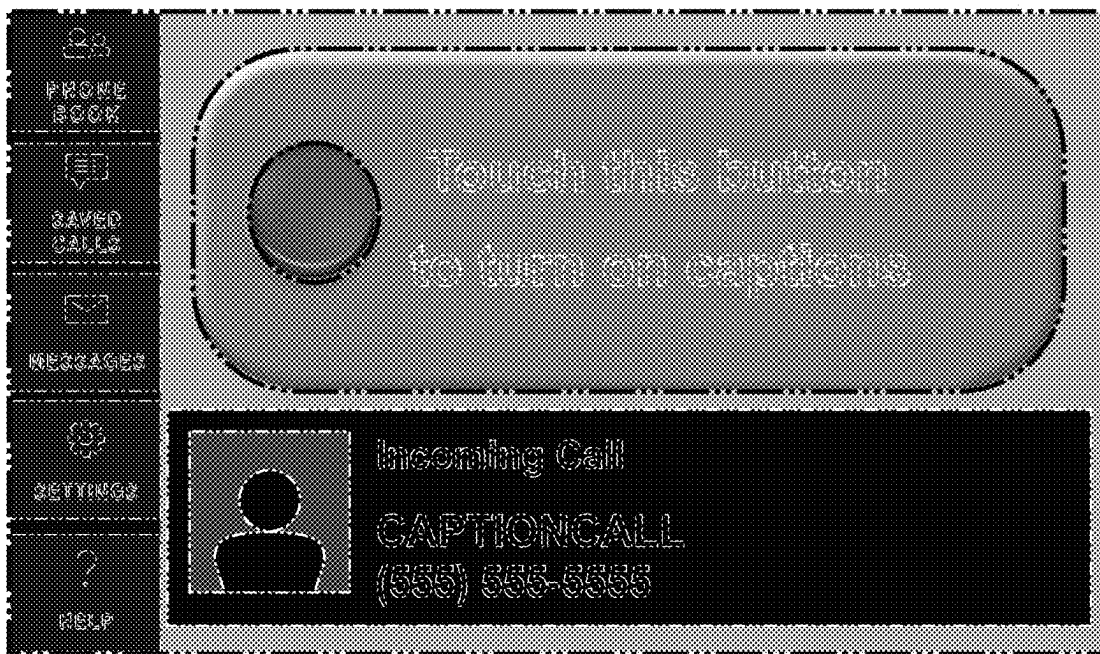 PHONE
BOOK
SAVED
CALLS
MESSAGES
SETTINGS
HELP
Touch this button
to turn on captions
Incoming Call
CAPTIONCALL
(555) 555-5555